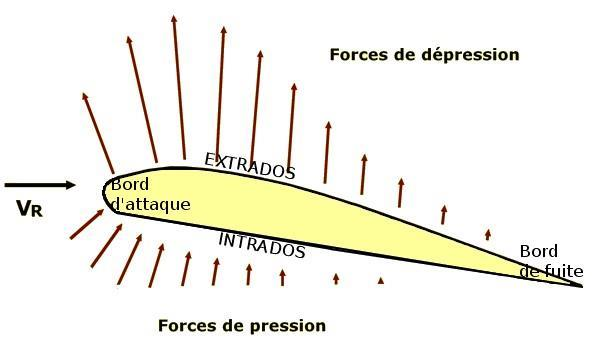 Forces de dépression
EXTRADOS
Bord
d'attaque
VR
INTRADOS
Bord
de fuite
Forces de pression